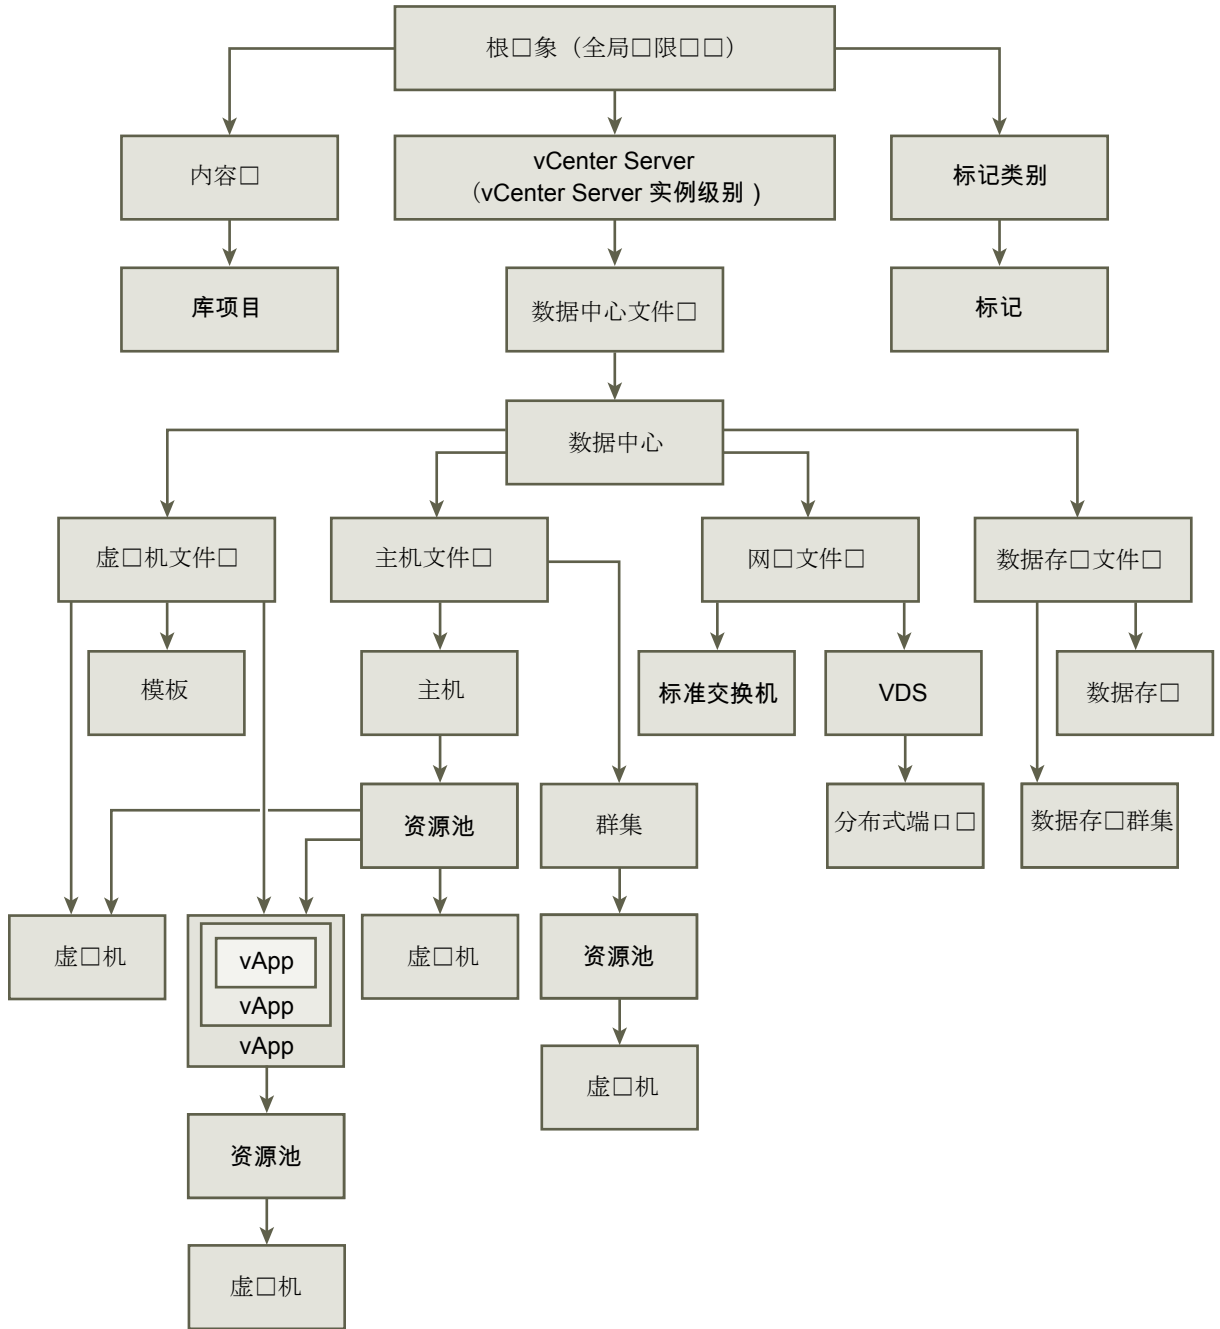 根□象（全局□限□□）
内容□
vCenter Server
（vCenter Server 实例级别）
标记类别
库项目
数据中心文件□
标记
数据中心
虚□机文件□
主机文件□
网□文件□
数据存□文件□
模板
主机
标准交换机
VDS
数据存□
资源池
群集
分布式端口□
数据存□群集
虚□机
vApp
vApp
vApp
虚□机
资源池
虚□机
资源池
虚□机